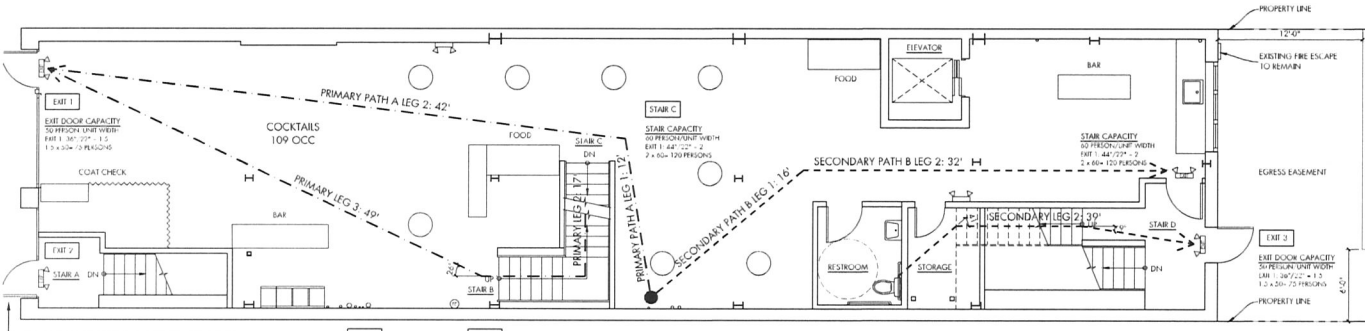 PROPERTY LINE
12'-0"
EXISTING FIRE ESCAPE
TO REMAIN
ELEVATOR
FOOD
BAR
EXIT 1
EXIT DOOR CAPACITY
50 PERSON/UNIT WIDTH
EXIT 1: 36"/22" = 1.5
1.5 x 50= 75 PERSONS
PRIMARY PATH A LEG 2: 42'
COCKTAILS
109 OCC
FOOD
STAIR C
DN
STAIR C
STAIR CAPACITY
60 PERSON/UNIT WIDTH
EXIT 1: 44"/22" = 2
2 x 60= 120 PERSONS
STAIR CAPACITY
60 PERSON/UNIT WIDTH
EXIT 1: 44"/22" = 2
2 x 60= 120 PERSONS
SECONDARY PATH B LEG 2: 32'
EGRESS EASEMENT
COAT CHECK
PRIMARY LEG 3: 49'
PRIMARY LEG 2: 17'
PRIMARY PATH A LEG 1: 12'
SECONDARY PATH B LEG 1: 16'
BAR
SECONDARY LEG 2: 39'
STAIR D
EXIT 2
STAIR A
DN
STAIR B
RESTROOM
STORAGE
DN
EXIT 3
EXIT DOOR CAPACITY
50 PERSON/UNIT WIDTH
EXIT 1: 36"/22" = 1.5
1.5 x 50= 75 PERSONS
PROPERTY LINE